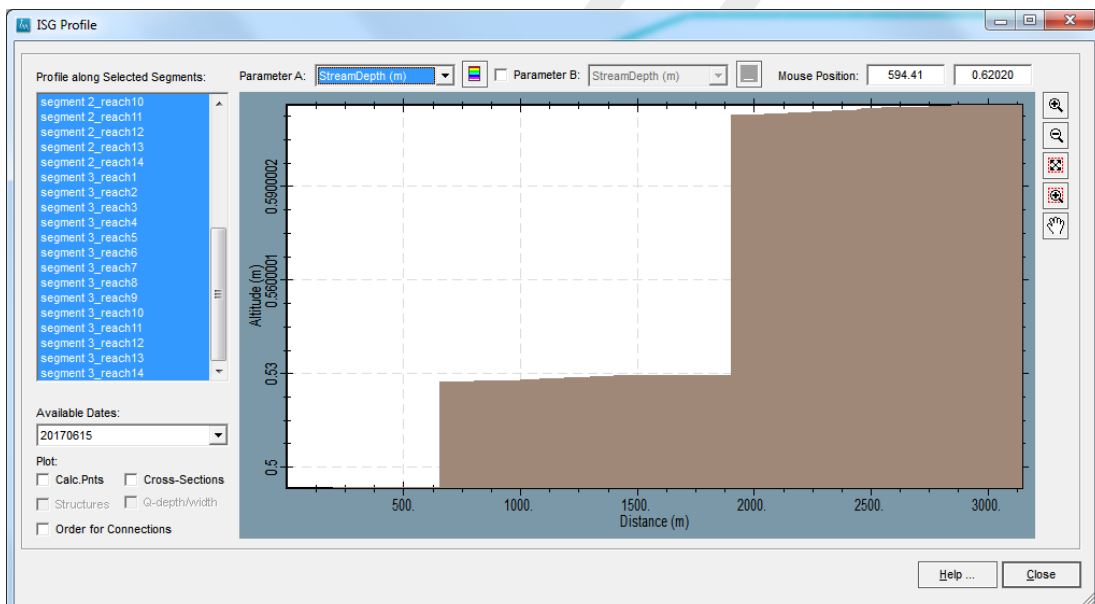 ISG Profile
Profile along Selected Segments:
Parameter A: StreamDepth (m) Parameter B: StreamDepth (m) Mouse Position: 594.41 0.62020
segment 2_reach10
segment 2_reach11
segment 2_reach12
segment 2_reach13
segment 2_reach14
segment 3_reach1
segment 3_reach2
segment 3_reach3
segment 3_reach4
segment 3_reach5
segment 3_reach6
segment 3_reach7
segment 3_reach8
segment 3_reach9
segment 3_reach10
segment 3_reach11
segment 3_reach12
segment 3_reach13
segment 3_reach14
Available Dates:
20170615
Plot:
Calc.Pnts Cross-Sections
Structures Q-depth/width
Order for Connections
Altitude (m)
0.5900002
0.5600001
0.53
0.5
500. 1000. 1500. 2000. 2500. 3000.
Distance (m)
Help ... Close